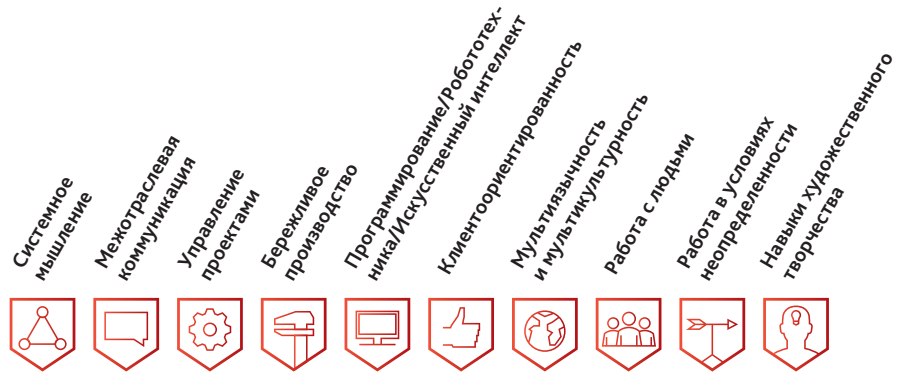 Системное
мышление
Межотраслевая
коммуникация
Управление
проектами
Бережливое
производство
Программирование/Робототех-
ника/Искусственный интеллект
Клиентоориентированность
Мультиязычность
и мультикультурность
Работа с людьми
Работа в условиях
неопределенности
Навыки художественного
творчества